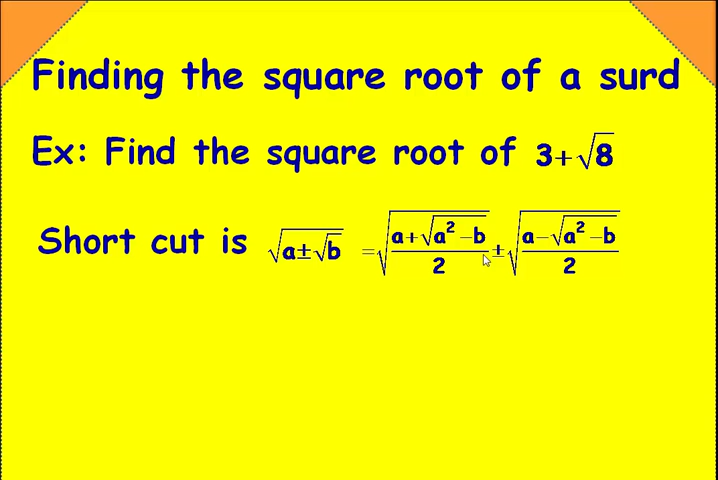 Finding the square root of a surd
Ex: Find the square root of 3+√8
Short cut is √(a±√b) = √((a+√(a²−b))/2) ± √((a−√(a²−b))/2)